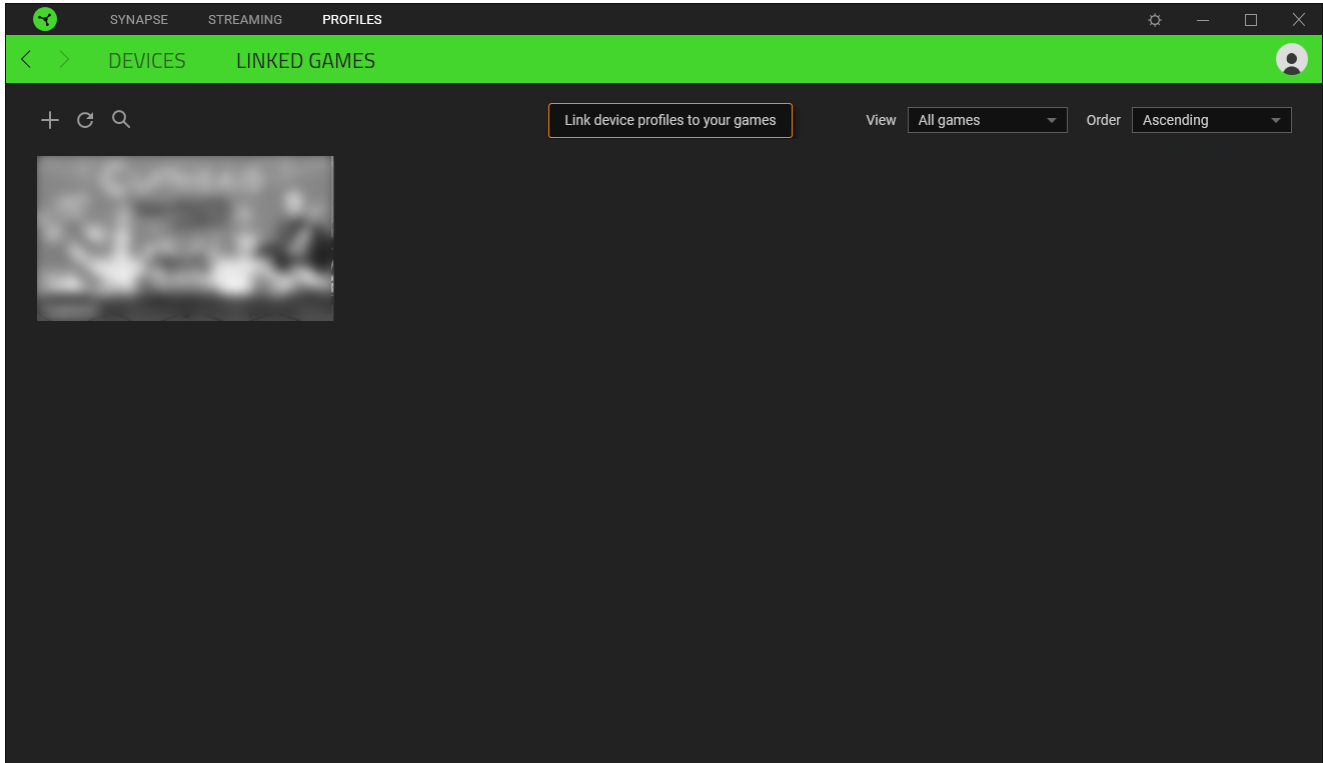 SYNAPSE STREAMING PROFILES
DEVICES LINKED GAMES
Link device profiles to your games View All games Order Ascending